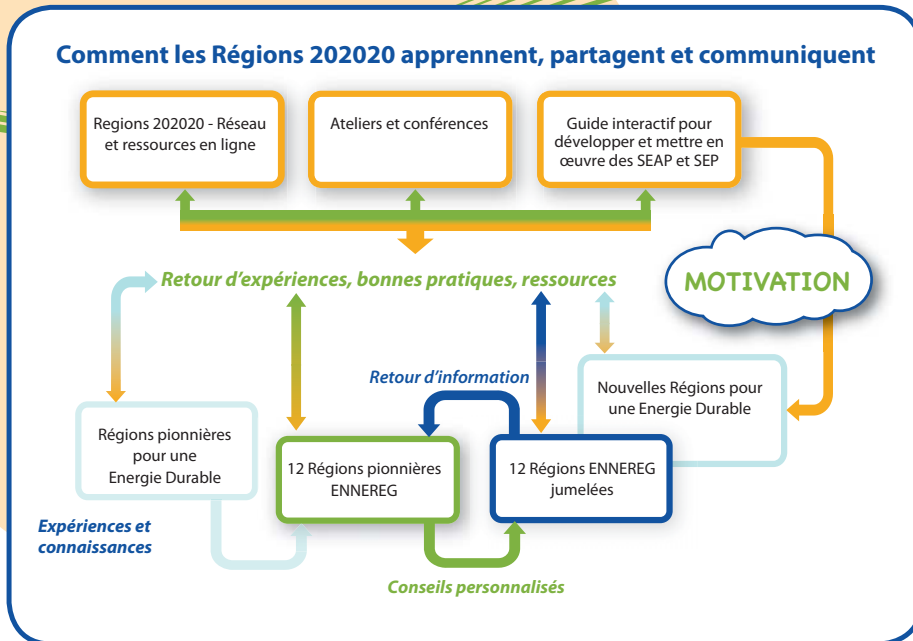 Comment les Régions 202020 apprennent, partagent et communiquent
Regions 202020 - Réseau
et ressources en ligne
Ateliers et conférences
Guide interactif pour
développer et mettre en
œuvre des SEAP et SEP
MOTIVATION
Retour d'expériences, bonnes pratiques, ressources
Retour d'information
Nouvelles Régions pour
une Energie Durable
Régions pionnières
pour une
Energie Durable
12 Régions pionnières
ENNEREG
12 Régions ENNEREG
jumelées
Expériences et
connaissances
Conseils personnalisés